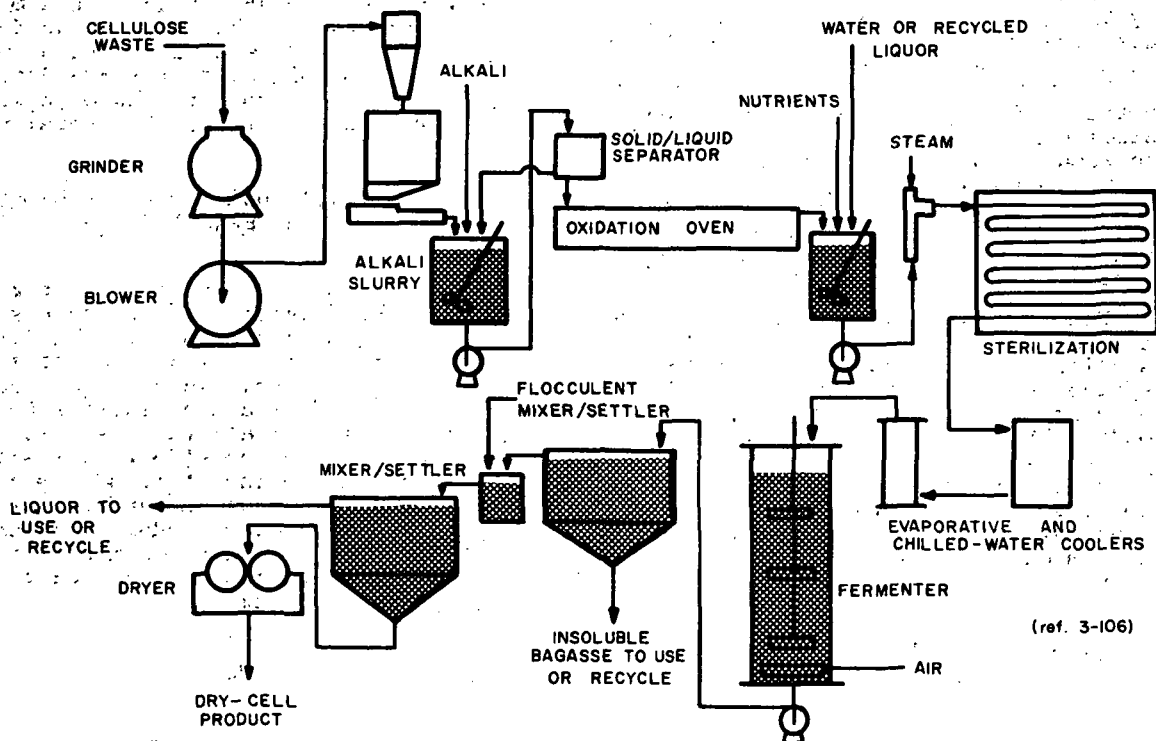 CELLULOSE
WASTE
GRINDER
BLOWER
ALKALI
ALKALI
SLURRY
SOLID/LIQUID
SEPARATOR
OXIDATION OVEN
WATER OR RECYCLED
LIQUOR
NUTRIENTS
STEAM
STERILIZATION
FLOCCULENT
MIXER/SETTLER
MIXER/SETTLER
LIQUOR TO
USE OR
RECYCLE
DRYER
DRY-CELL
PRODUCT
INSOLUBLE
BAGASSE TO USE
OR RECYCLE
EVAPORATIVE AND
CHILLED-WATER COOLERS
FERMENTER
AIR
(ref. 3-106)